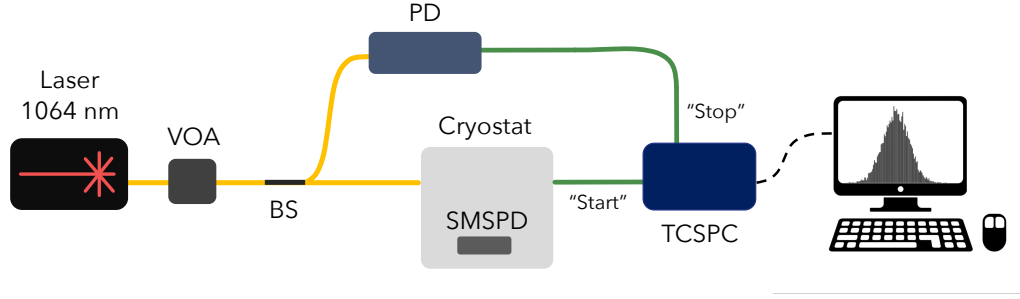 PD
Laser
1064 nm
VOA
"Stop"
Cryostat
BS
SMSPD
"Start"
TCSPC